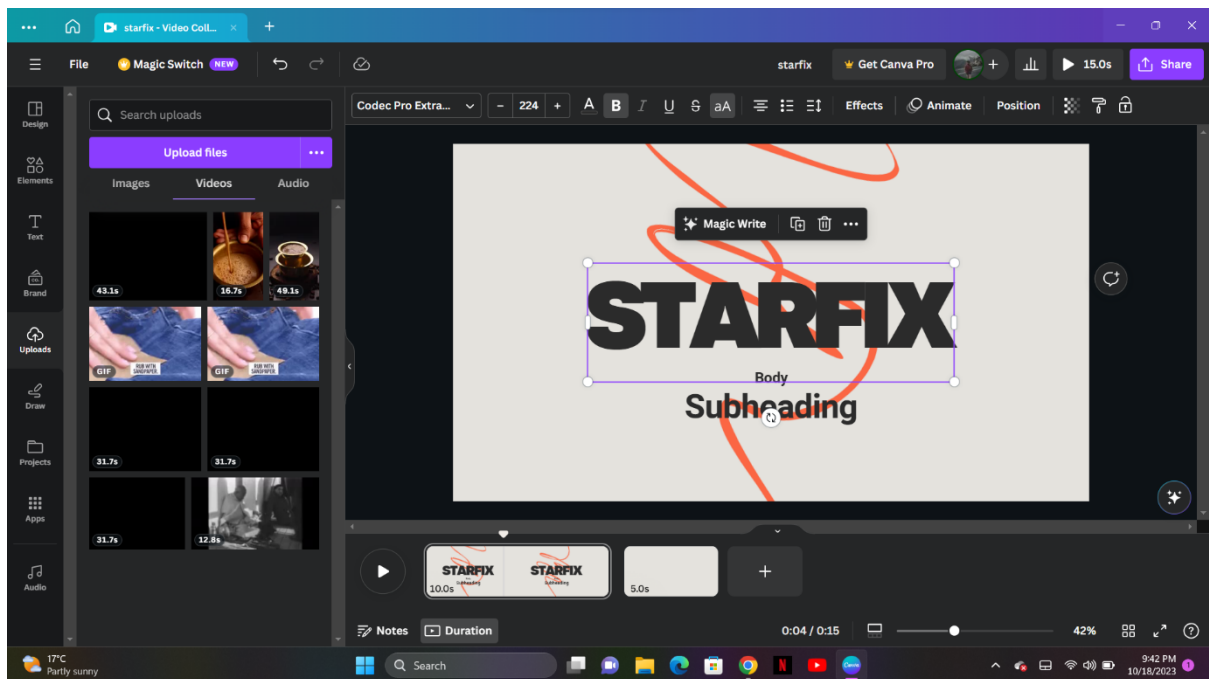 starfix - Video Coll...
File
Magic Switch NEW
starfix
Get Canva Pro
15.0s
Share
Codec Pro Extra...
– 224 +
A B I U S aA
Effects
Animate
Position
Design
Elements
Text
Brand
Uploads
Draw
Projects
Apps
Audio
Search uploads
Upload files
Images Videos Audio
43.1s 16.7s 49.1s
GIF RUB WITH SANDPAPER GIF RUB WITH SANDPAPER
31.7s 31.7s
31.7s 12.8s
Magic Write
STARFIX
Body
Subheading
STARFIX STARFIX
Subheading Subheading
10.0s 5.0s
Notes
Duration
0:04 / 0:15
42%
17°C
Partly sunny
Search
9:42 PM
10/18/2023
1